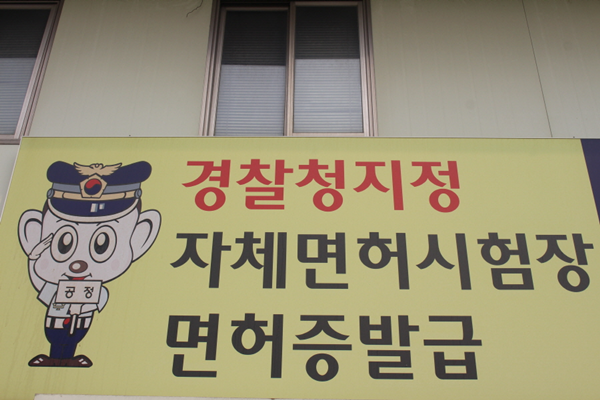 경찰청지정
자체면허시험장
면허증발급
공정